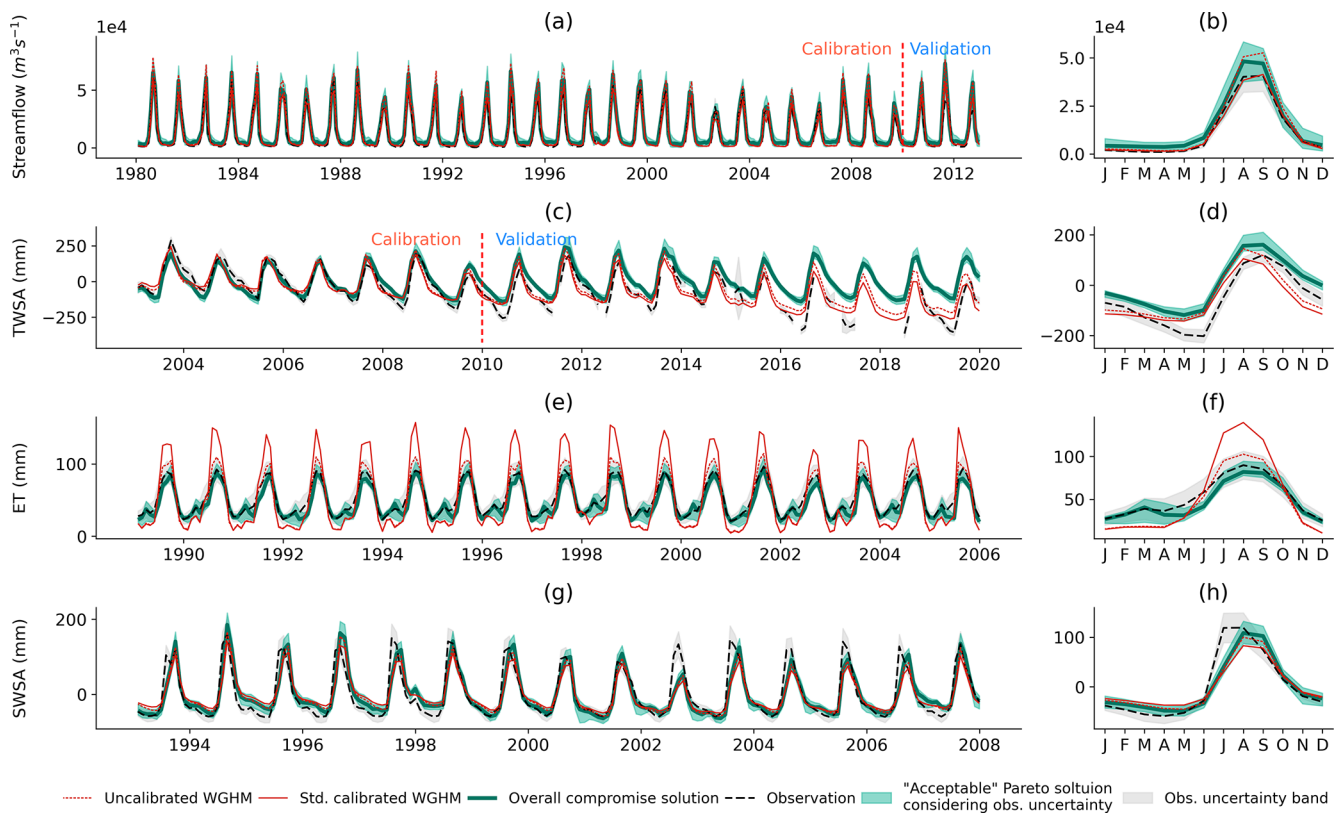 (a)
(b)
1e4
1e4
Calibration
Validation
Streamflow (m³s⁻¹)
5
0
5.0
2.5
0.0
1980 1984 1988 1992 1996 2000 2004 2008 2012
J F M A M J J A S O N D
(c)
(d)
Calibration
Validation
TWSA (mm)
250
0
−250
200
0
−200
2004 2006 2008 2010 2012 2014 2016 2018 2020
J F M A M J J A S O N D
(e)
(f)
ET (mm)
100
0
100
50
1990 1992 1994 1996 1998 2000 2002 2004 2006
J F M A M J J A S O N D
(g)
(h)
SWSA (mm)
200
0
100
0
1994 1996 1998 2000 2002 2004 2006 2008
J F M A M J J A S O N D
Uncalibrated WGHM Std. calibrated WGHM Overall compromise solution Observation "Acceptable" Pareto soltuion
considering obs. uncertainty Obs. uncertainty band